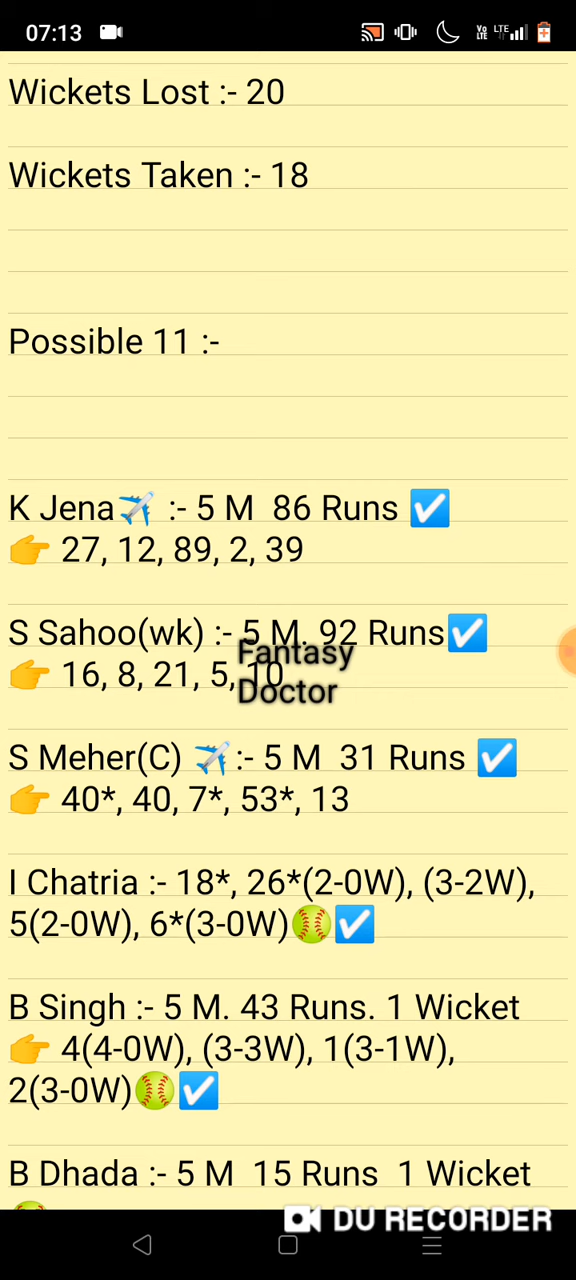 07:13
Vo LTE LTE
Wickets Lost :- 20
Wickets Taken :- 18
Possible 11 :-
K Jena✈️ :- 5 M 86 Runs ☑️
👉 27, 12, 89, 2, 39
S Sahoo(wk) :- 5 M. 92 Runs☑️
👉 16, 8, 21, 5, 10
Fantasy
Doctor
S Meher(C) ✈️:- 5 M 31 Runs ☑️
👉 40*, 40, 7*, 53*, 13
I Chatria :- 18*, 26*(2-0W), (3-2W),
5(2-0W), 6*(3-0W)🥎☑️
B Singh :- 5 M. 43 Runs. 1 Wicket
👉 4(4-0W), (3-3W), 1(3-1W),
2(3-0W)🥎☑️
B Dhada :- 5 M 15 Runs 1 Wicket
DU RECORDER